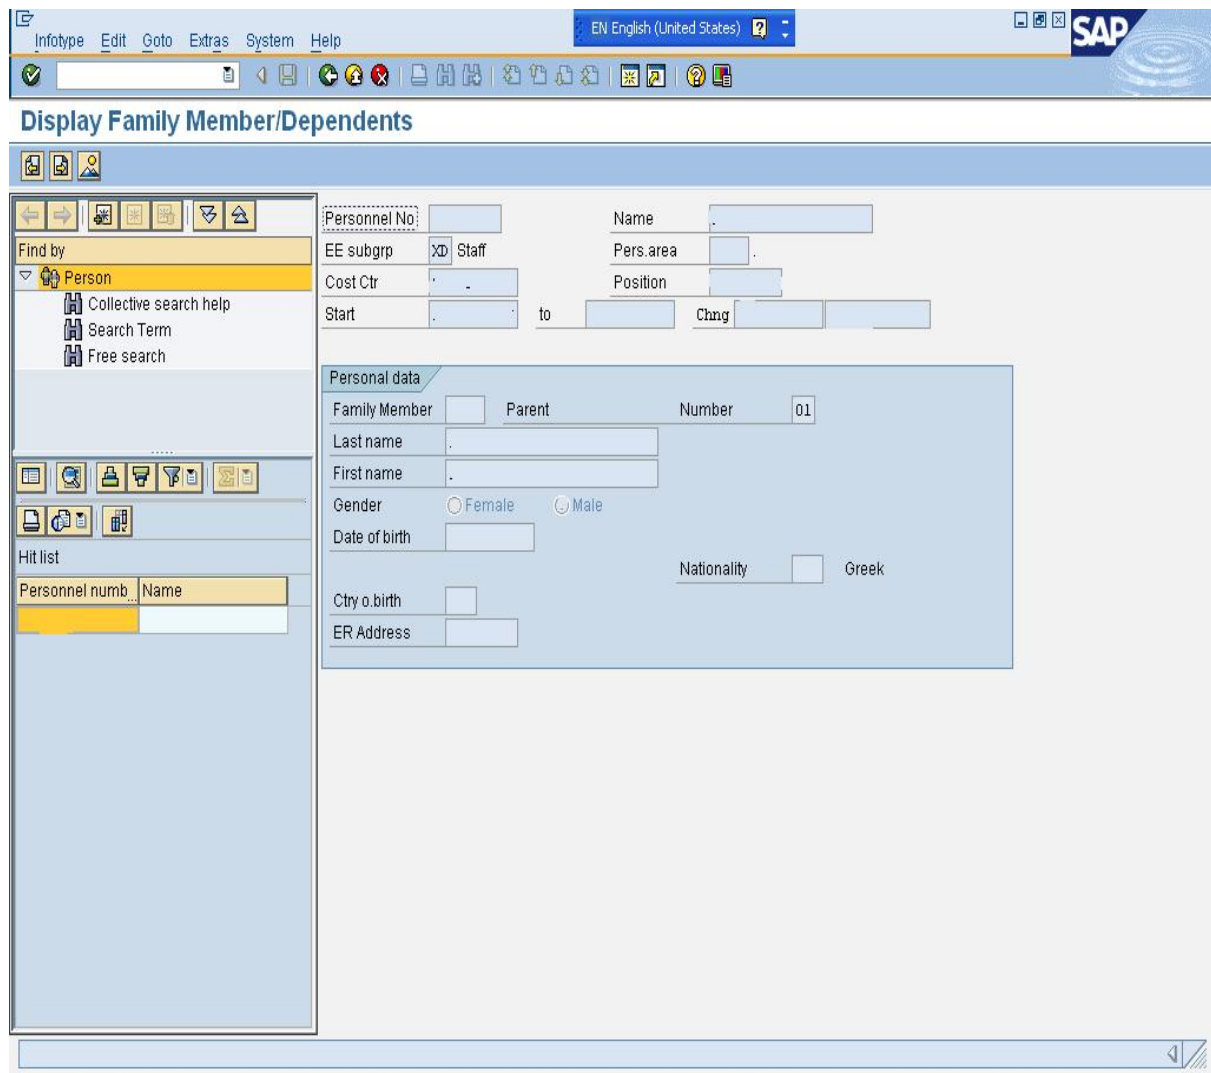 EN English (United States)
SAP
Infotype Edit Goto Extras System Help
Display Family Member/Dependents
Find by
Person
Collective search help
Search Term
Free search
Hit list
Personnel numb.. Name
Personnel No Name .
EE subgrp XD Staff Pers.area .
Cost Ctr Position
Start . to Chng
Personal data
Family Member Parent Number 01
Last name .
First name .
Gender Female Male
Date of birth
Nationality Greek
Ctry o.birth
ER Address